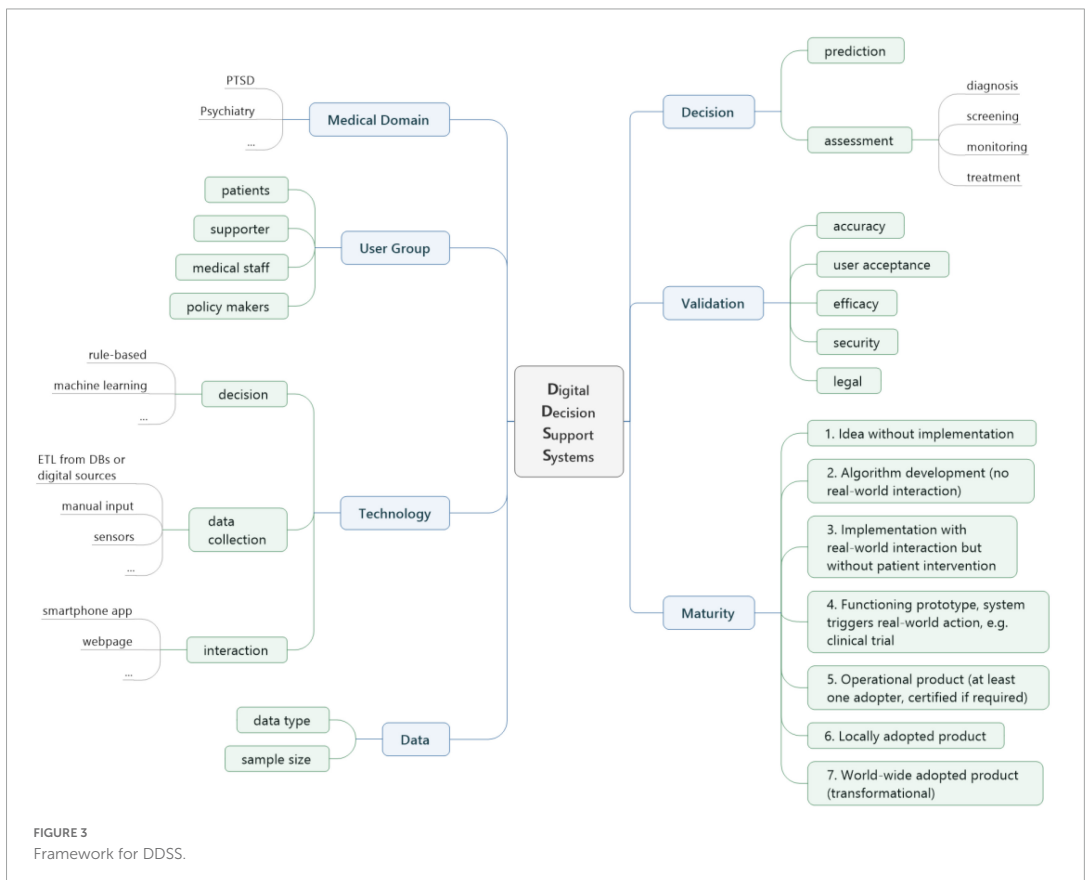 PTSD
Psychiatry
...
Medical Domain
patients
supporter
medical staff
policy makers
User Group
rule-based
machine learning
...
decision
ETL from DBs or
digital sources
manual input
sensors
...
data
collection
smartphone app
webpage
...
interaction
Technology
data type
sample size
Data
Digital
Decision
Support
Systems
Decision
prediction
assessment
diagnosis
screening
monitoring
treatment
Validation
accuracy
user acceptance
efficacy
security
legal
Maturity
1. Idea without implementation
2. Algorithm development (no
real-world interaction)
3. Implementation with
real-world interaction but
without patient intervention
4. Functioning prototype, system
triggers real-world action, e.g.
clinical trial
5. Operational product (at least
one adopter, certified if required)
6. Locally adopted product
7. World-wide adopted product
(transformational)
FIGURE 3
Framework for DDSS.